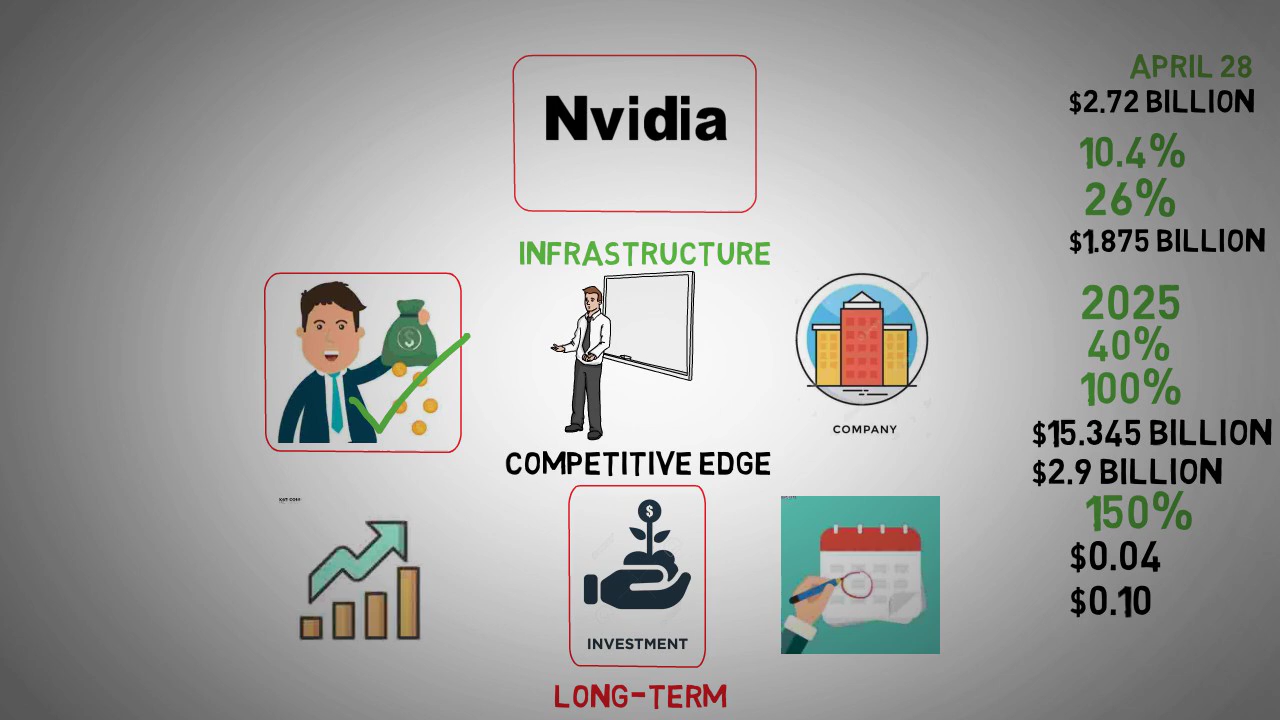 Nvidia
INFRASTRUCTURE
COMPANY
COMPETITIVE EDGE
$
INVESTMENT
LONG-TERM
APRIL 28
$2.72 BILLION
10.4%
26%
$1.875 BILLION
2025
40%
100%
$15.345 BILLION
$2.9 BILLION
150%
$0.04
$0.10